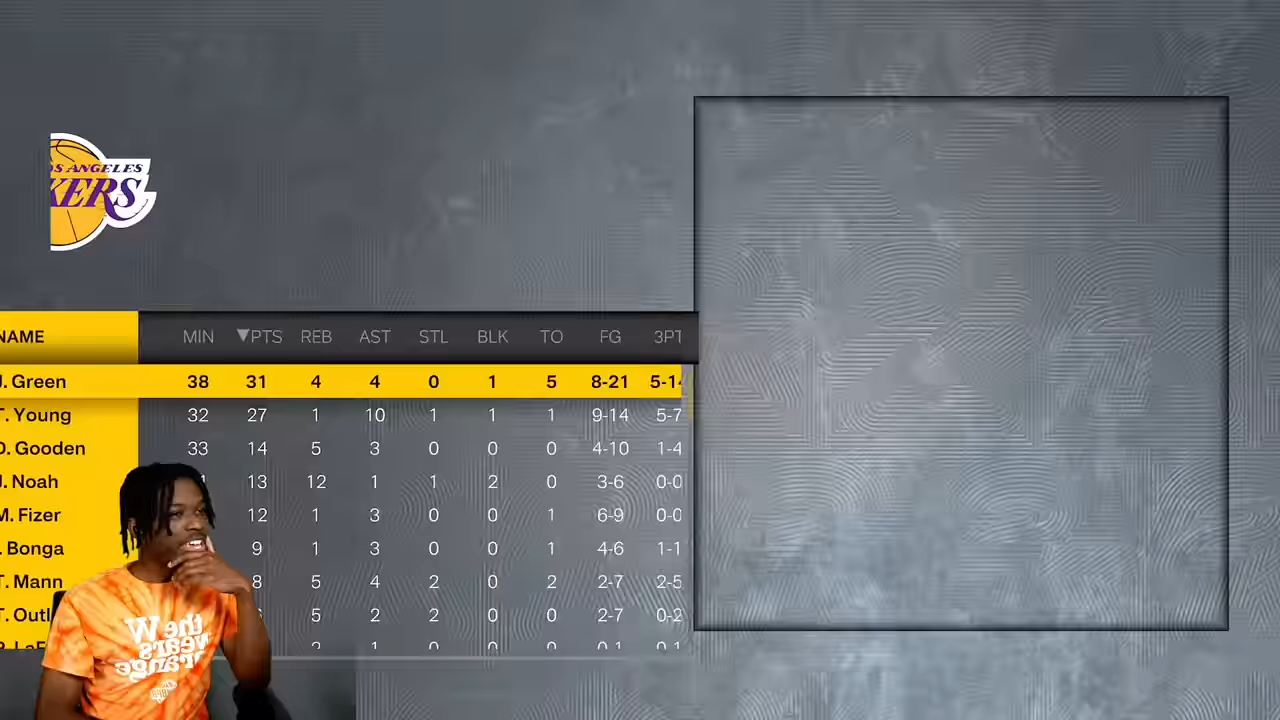 OS ANGELES
KERS
NAME MIN ▼PTS REB AST STL BLK TO FG 3PT
J. Green 38 31 4 4 0 1 5 8-21 5-14
T. Young 32 27 1 10 1 1 1 9-14 5-7
D. Gooden 33 14 5 3 0 0 0 4-10 1-4
J. Noah 13 12 1 1 2 0 3-6 0-0
M. Fizer 12 1 3 0 0 1 6-9 0-0
. Bonga 9 1 3 0 0 1 4-6 1-1
T. Mann 8 5 4 2 0 2 2-7 2-5
T. Outl 5 2 2 0 0 2-7 0-2
the W
wears
orange